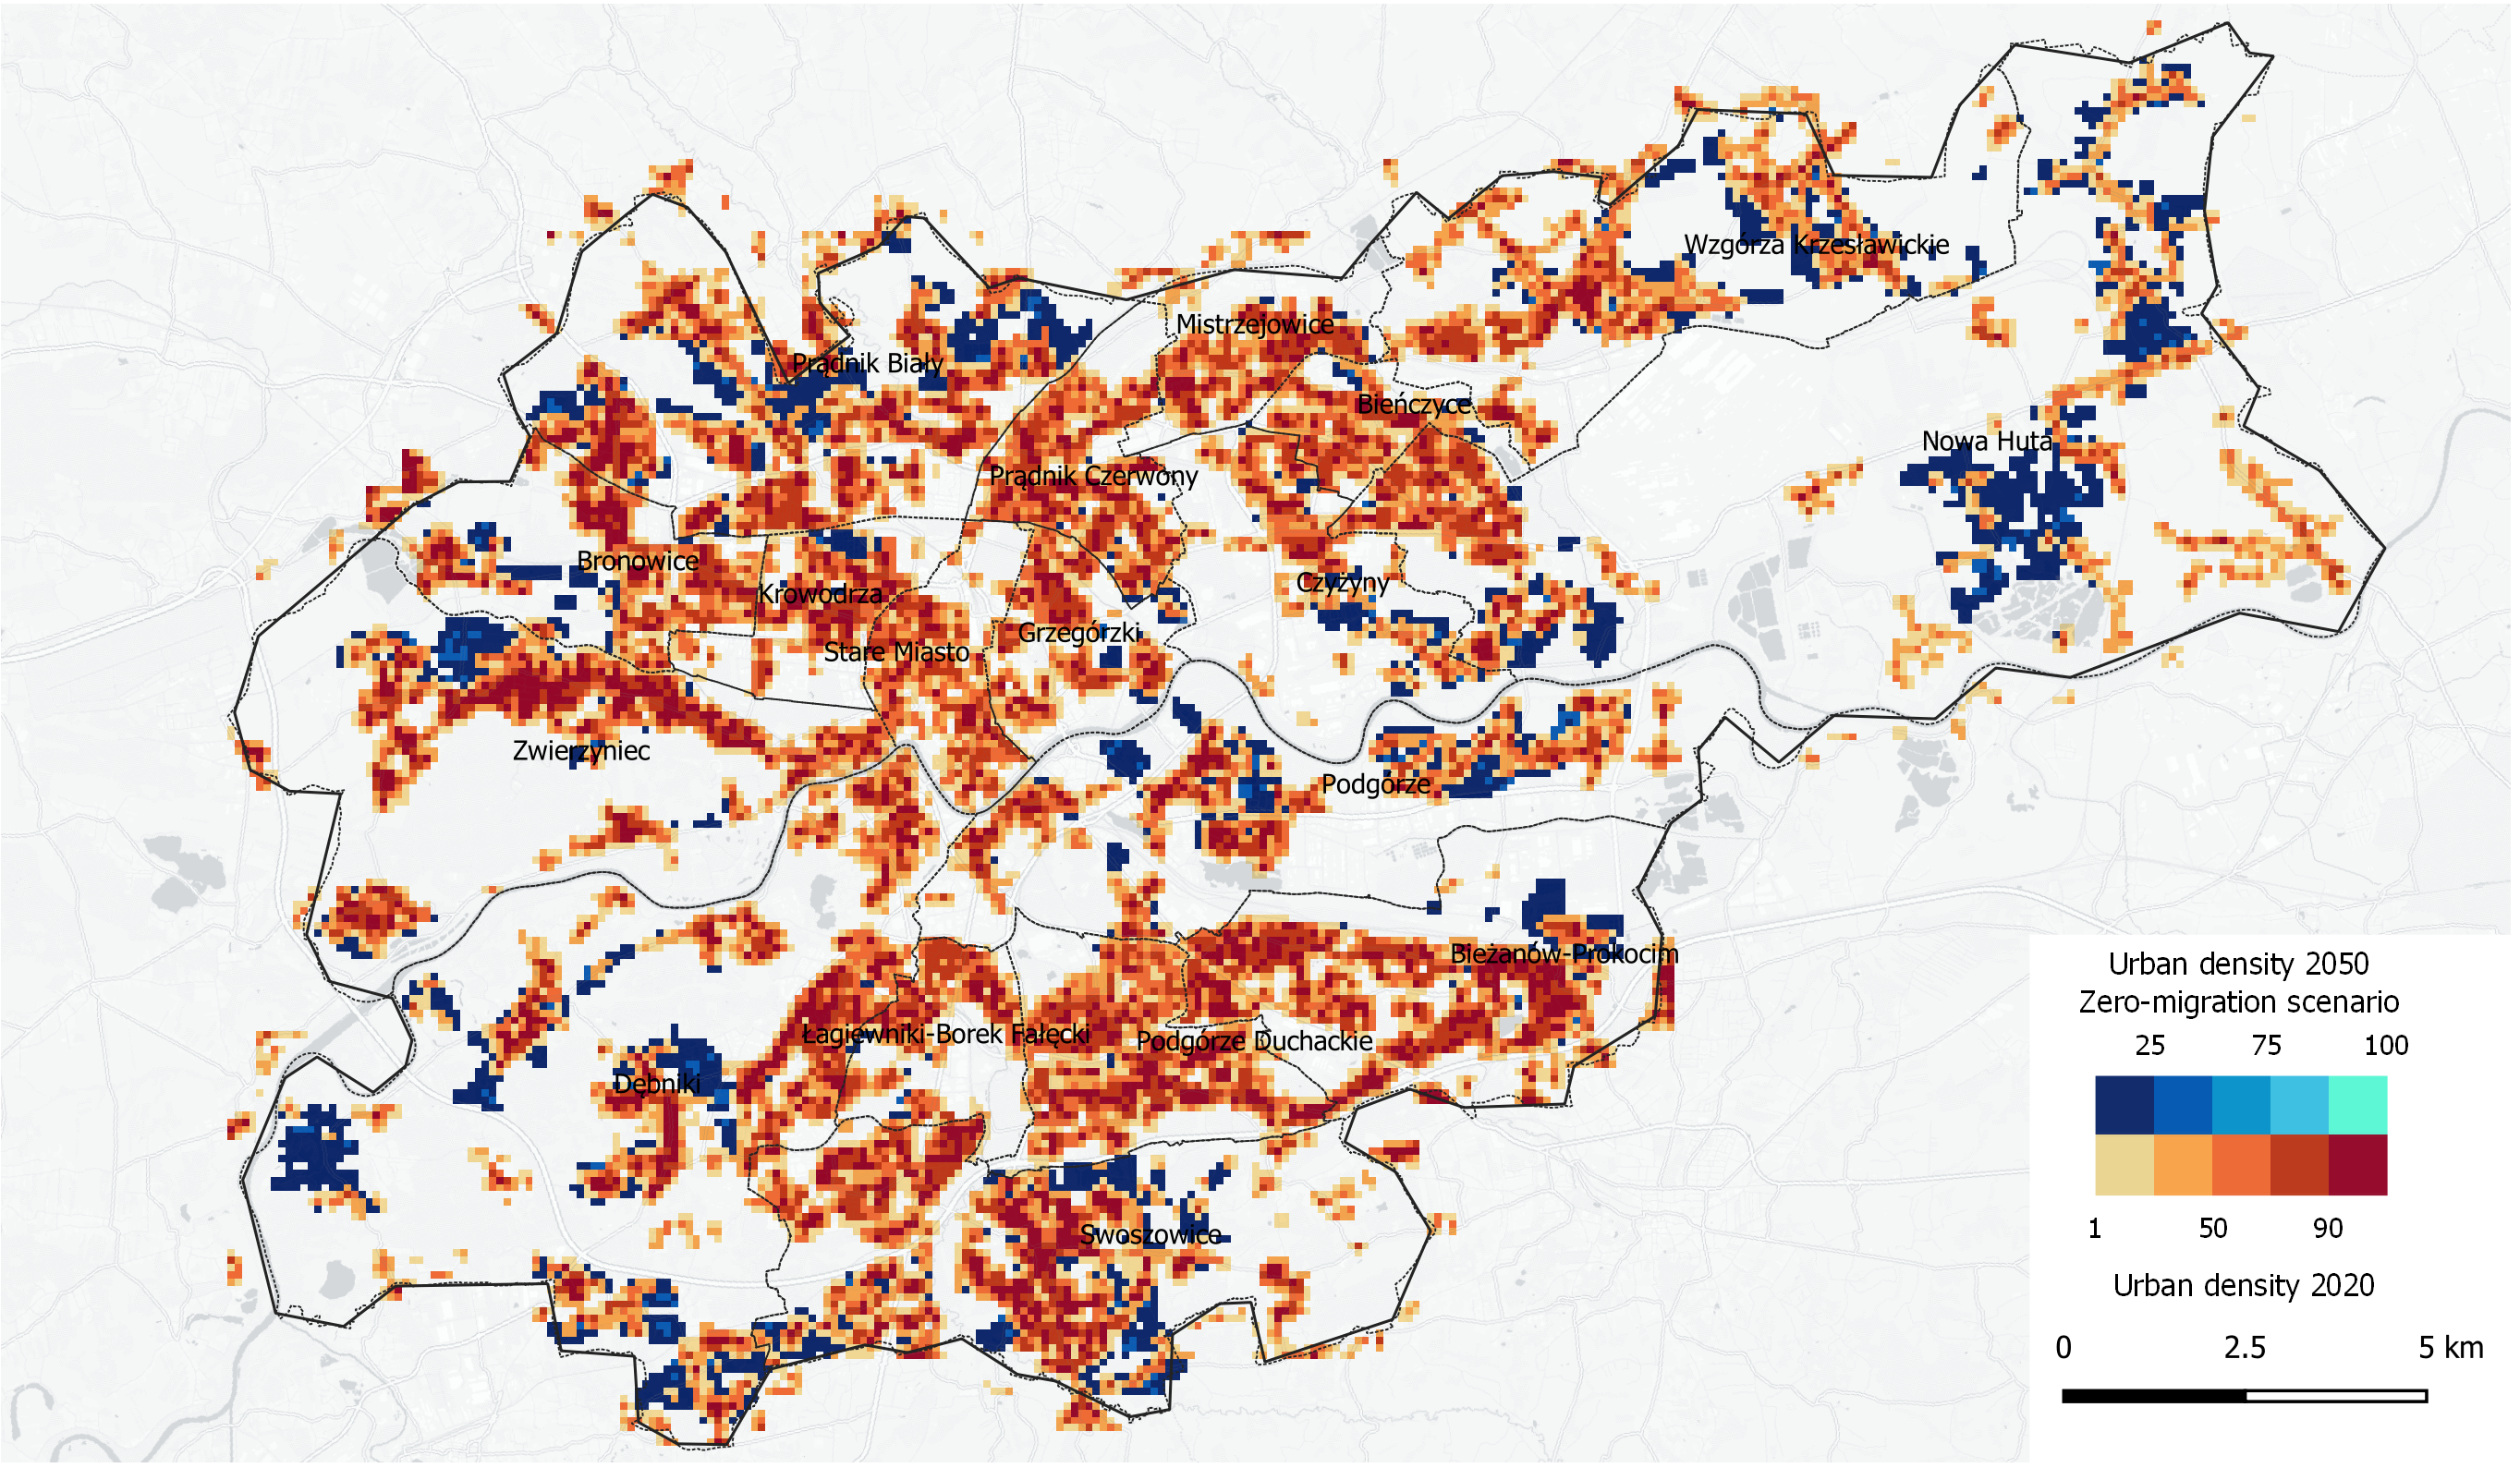 Wzgórza Krzesławickie
Mistrzejowice
Prądnik Biały
Bieńczyce
Nowa Huta
Prądnik Czerwony
Bronowice
Czyżyny
Krowodrza
Grzegórzki
Stare Miasto
Zwierzyniec
Podgórze
Bieżanów-Prokocim
Łagiewniki-Borek Fałęcki
Podgórze Duchackie
Dębniki
Swoszowice
Urban density 2050
Zero-migration scenario
25 75 100
1 50 90
Urban density 2020
0 2.5 5 km